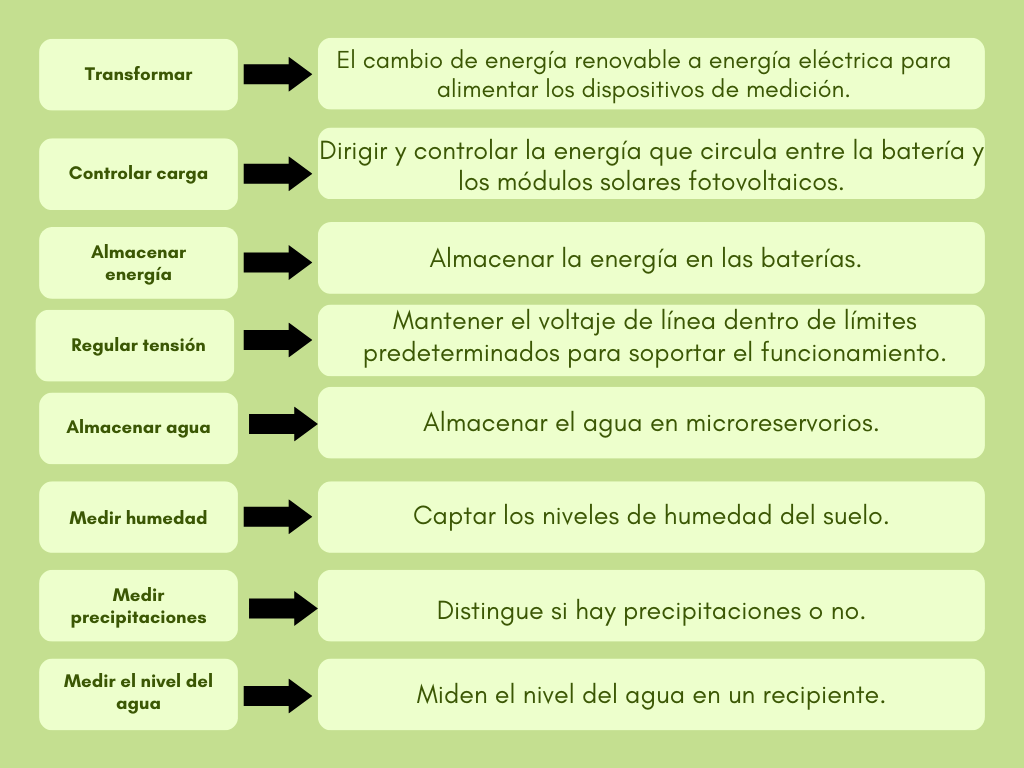 Transformar
El cambio de energía renovable a energía eléctrica para
alimentar los dispositivos de medición.
Controlar carga
Dirigir y controlar la energía que circula entre la batería y
los módulos solares fotovoltaicos.
Almacenar
energía
Almacenar la energía en las baterías.
Regular tensión
Mantener el voltaje de línea dentro de límites
predeterminados para soportar el funcionamiento.
Almacenar agua
Almacenar el agua en microreservorios.
Medir humedad
Captar los niveles de humedad del suelo.
Medir
precipitaciones
Distingue si hay precipitaciones o no.
Medir el nivel del
agua
Miden el nivel del agua en un recipiente.